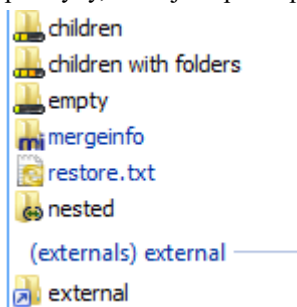 children
children with folders
empty
mergeinfo
restore.txt
nested
(externals) external
external